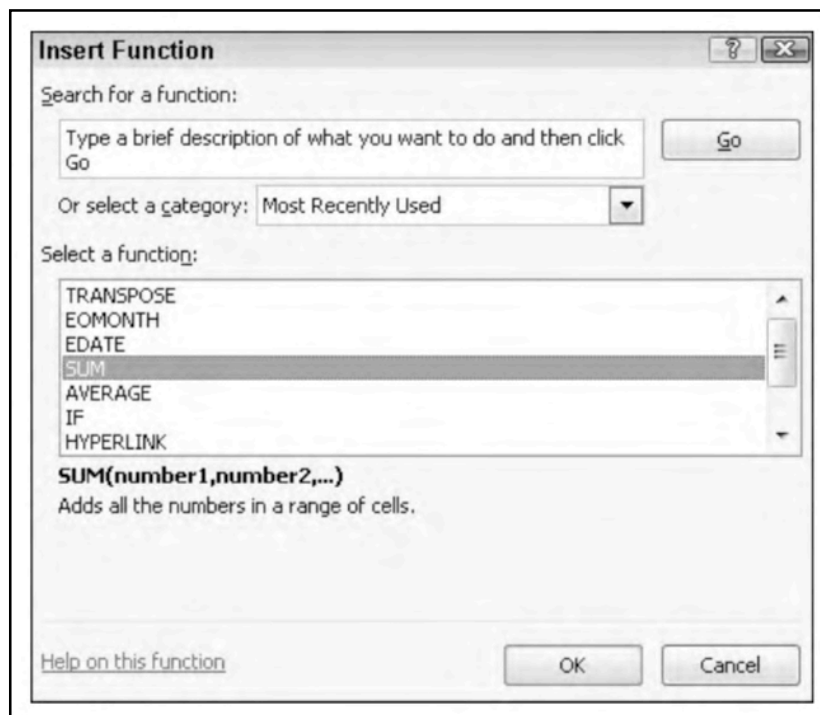 Insert Function
Search for a function:
Type a brief description of what you want to do and then click
Go
Go
Or select a category: Most Recently Used
Select a function:
TRANSPOSE
EOMONTH
EDATE
SUM
AVERAGE
IF
HYPERLINK
SUM(number1,number2,...)
Adds all the numbers in a range of cells.
Help on this function OK Cancel